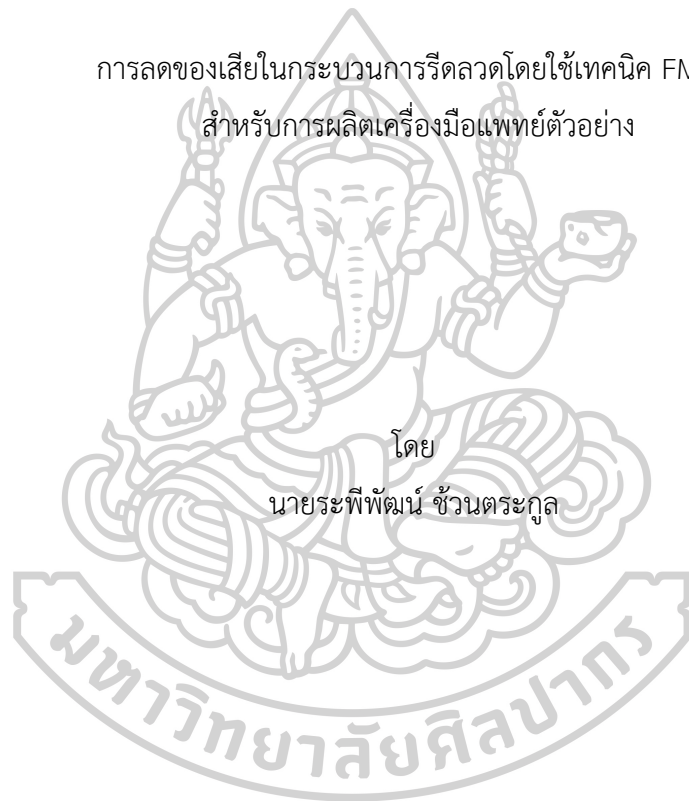 การลดของเสียในกระบวนการรีดลวดโดยใช้เทคนิค FM
สำหรับการผลิตเครื่องมือแพทย์ตัวอย่าง
โดย
นายระพีพัฒน์ ช้วนตระกูล
มหาวิทยาลัยศิลปากร